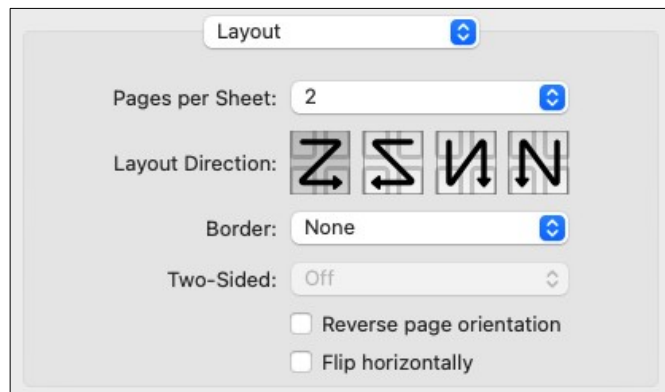 Layout
Pages per Sheet: 2
Layout Direction:
Border: None
Two-Sided: Off
Reverse page orientation
Flip horizontally